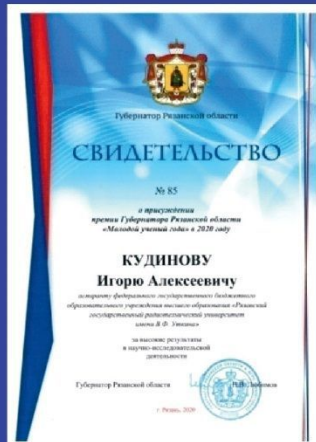 Губернатор Рязанской области
СВИДЕТЕЛЬСТВО
№ 85
о присуждении
премии Губернатора Рязанской области
«Молодой ученый года» в 2020 году
КУДИНОВУ
Игорю Алексеевичу
аспиранту федерального государственного бюджетного
образовательного учреждения высшего образования «Рязанский
государственный радиотехнический университет
имени В.Ф. Уткина»
за высокие результаты
в научно-исследовательской
деятельности
Губернатор Рязанской области
г. Рязань, 2020